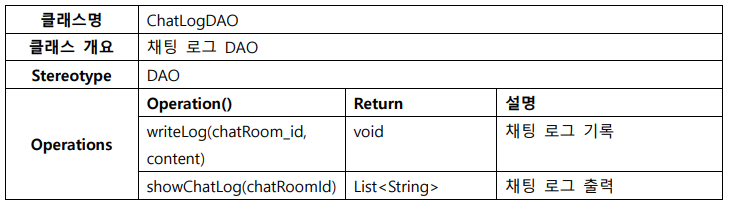 클래스명 ChatLogDAO
클래스 개요 채팅 로그 DAO
Stereotype DAO
Operations
Operation() Return 설명
writeLog(chatRoom_id, void 채팅 로그 기록
content)
showChatLog(chatRoomId) List<String> 채팅 로그 출력